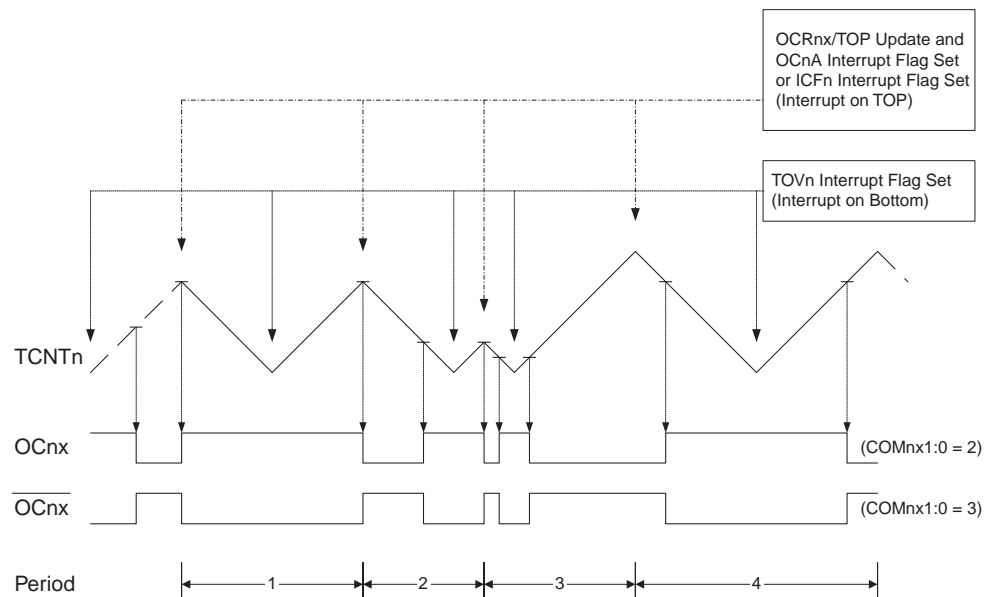 OCRnx/TOP Update and
OCnA Interrupt Flag Set
or ICFn Interrupt Flag Set
(Interrupt on TOP)
TOVn Interrupt Flag Set
(Interrupt on Bottom)
TCNTn
OCnx
(COMnx1:0 = 2)
OCnx
(COMnx1:0 = 3)
Period
1
2
3
4